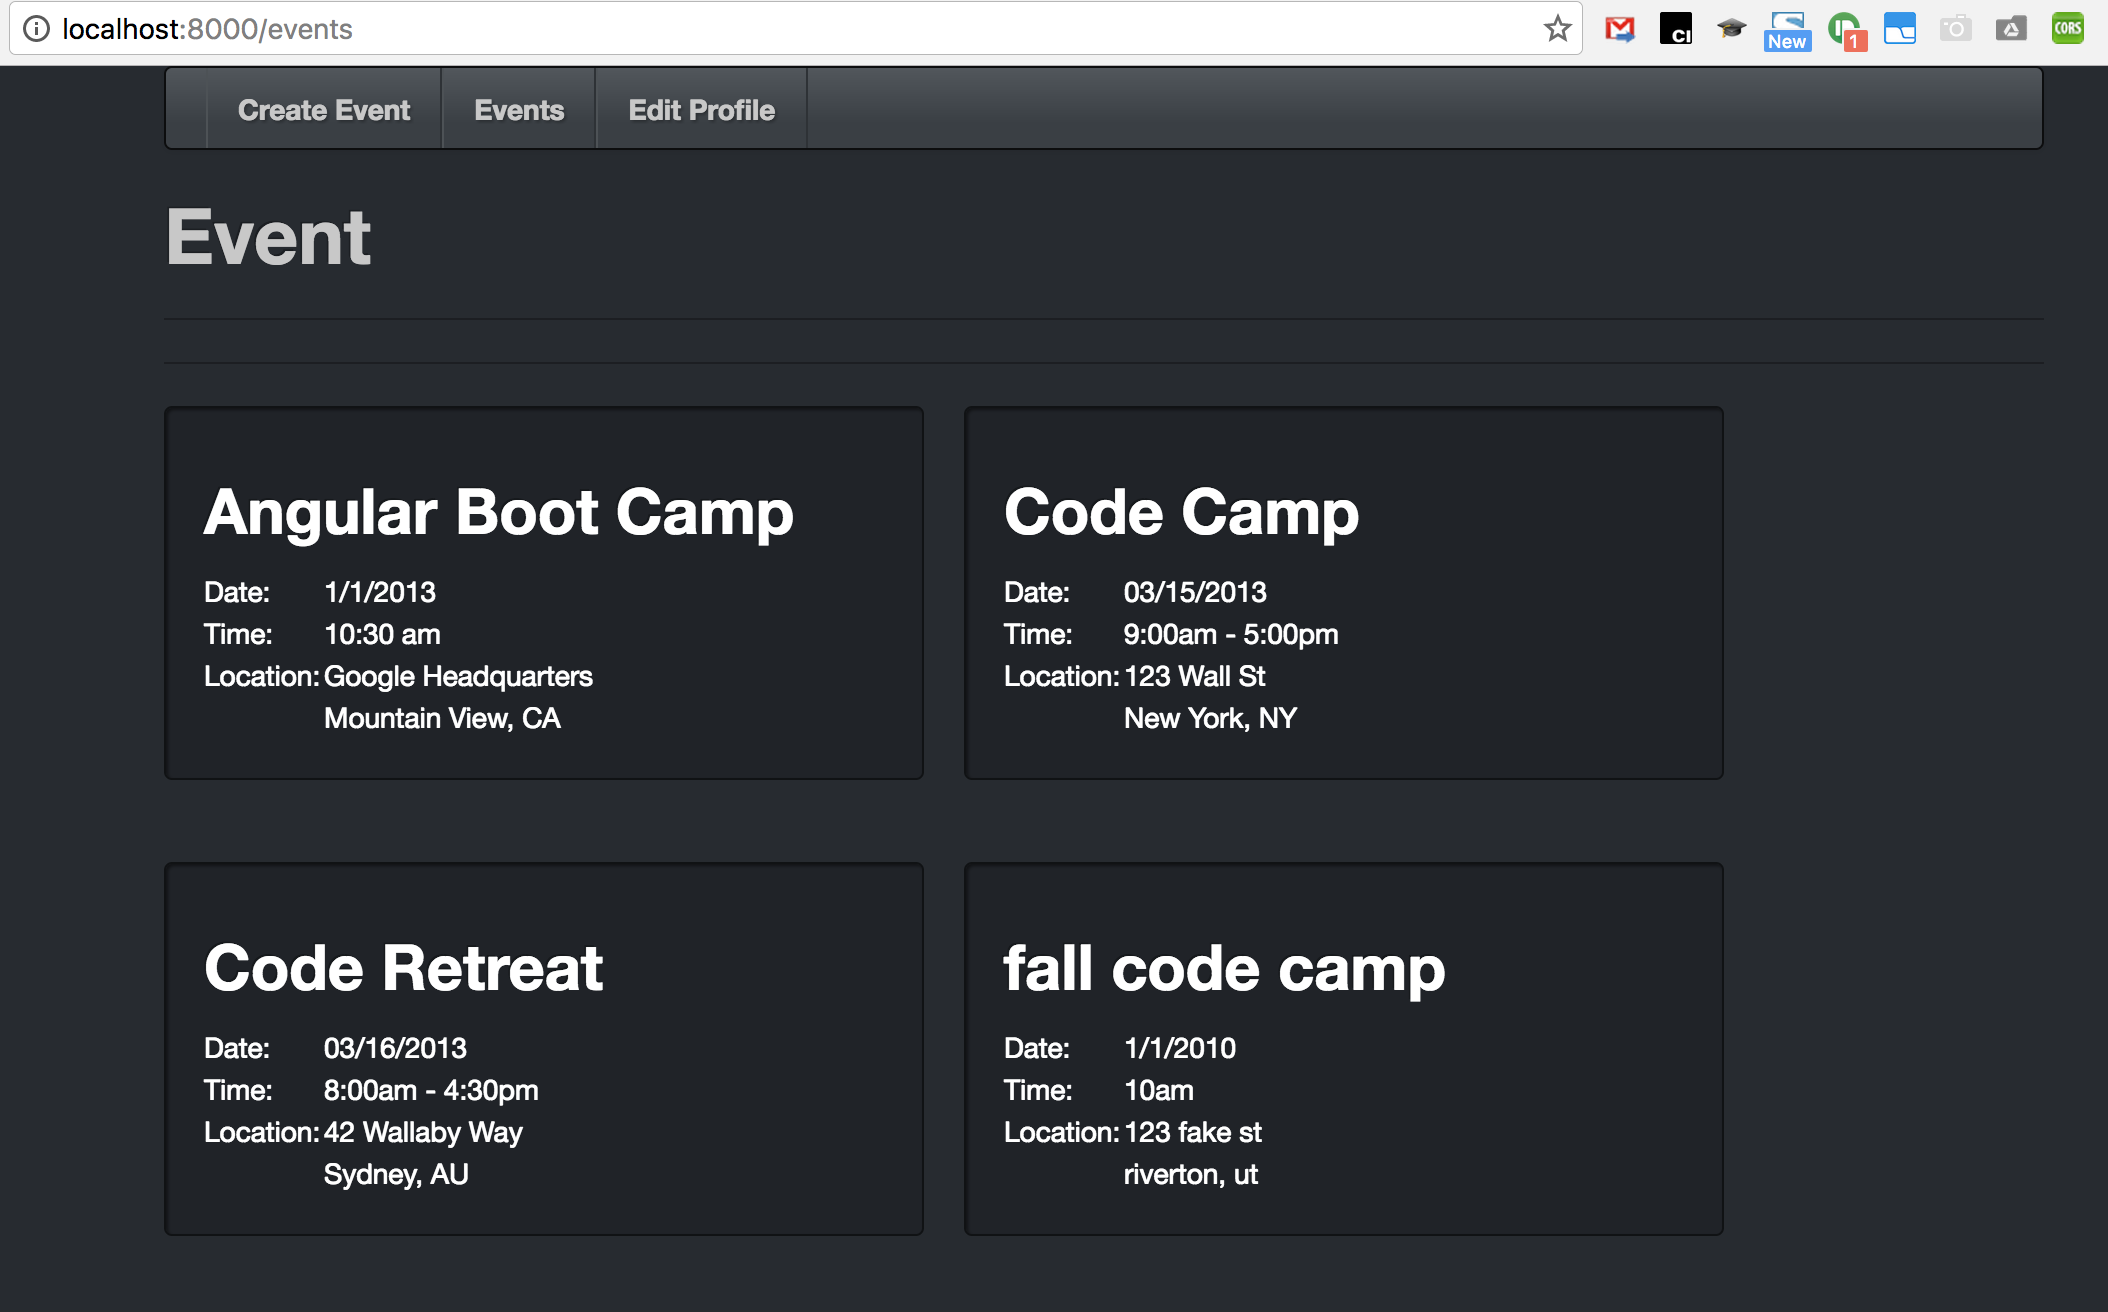 localhost:8000/events
CI
New
1
CORS
Create Event Events Edit Profile
Event
Angular Boot Camp
Date: 1/1/2013
Time: 10:30 am
Location: Google Headquarters
Mountain View, CA
Code Camp
Date: 03/15/2013
Time: 9:00am - 5:00pm
Location: 123 Wall St
New York, NY
Code Retreat
Date: 03/16/2013
Time: 8:00am - 4:30pm
Location: 42 Wallaby Way
Sydney, AU
fall code camp
Date: 1/1/2010
Time: 10am
Location: 123 fake st
riverton, ut